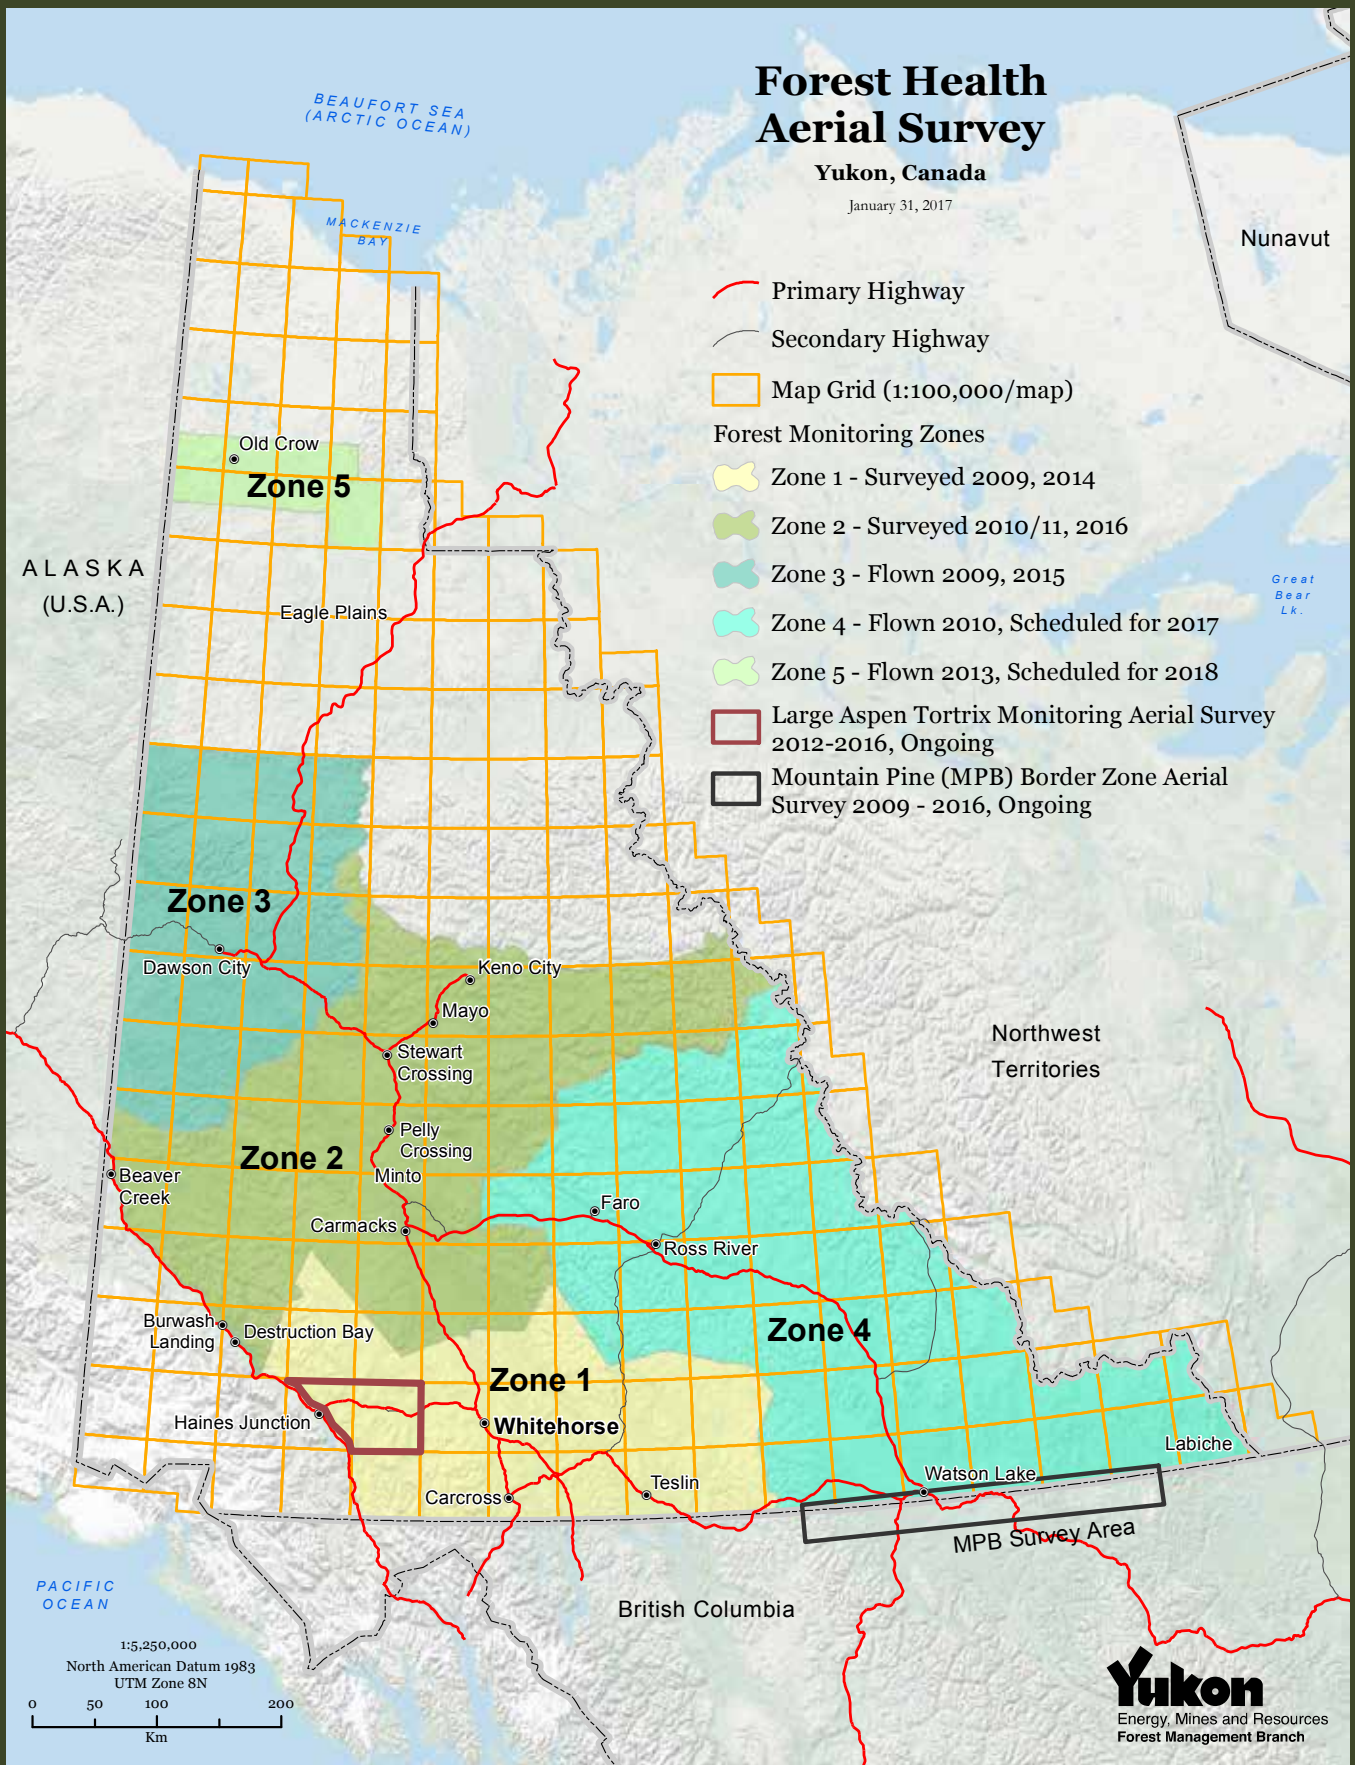 Forest Health
Aerial Survey
Yukon, Canada
January 31, 2017
BEAUFORT SEA
(ARCTIC OCEAN)
MACKENZIE
BAY
Nunavut
Primary Highway
Secondary Highway
Map Grid (1:100,000/map)
Forest Monitoring Zones
Zone 1 - Surveyed 2009, 2014
Zone 2 - Surveyed 2010/11, 2016
Zone 3 - Flown 2009, 2015
Zone 4 - Flown 2010, Scheduled for 2017
Zone 5 - Flown 2013, Scheduled for 2018
Large Aspen Tortrix Monitoring Aerial Survey
2012-2016, Ongoing
Mountain Pine (MPB) Border Zone Aerial
Survey 2009 - 2016, Ongoing
Old Crow
Zone 5
ALASKA
(U.S.A.)
Great
Bear
Lk.
Eagle Plains
Zone 3
Dawson City
Keno City
Mayo
Stewart
Crossing
Northwest
Territories
Pelly
Crossing
Zone 2
Minto
Beaver
Creek
Carmacks
Faro
Ross River
Burwash
Landing
Destruction Bay
Zone 4
Zone 1
Haines Junction
Whitehorse
Labiche
Teslin
Watson Lake
Carcross
MPB Survey Area
PACIFIC
OCEAN
British Columbia
1:5,250,000
North American Datum 1983
UTM Zone 8N
0 50 100 200
Km
Yukon
Energy, Mines and Resources
Forest Management Branch